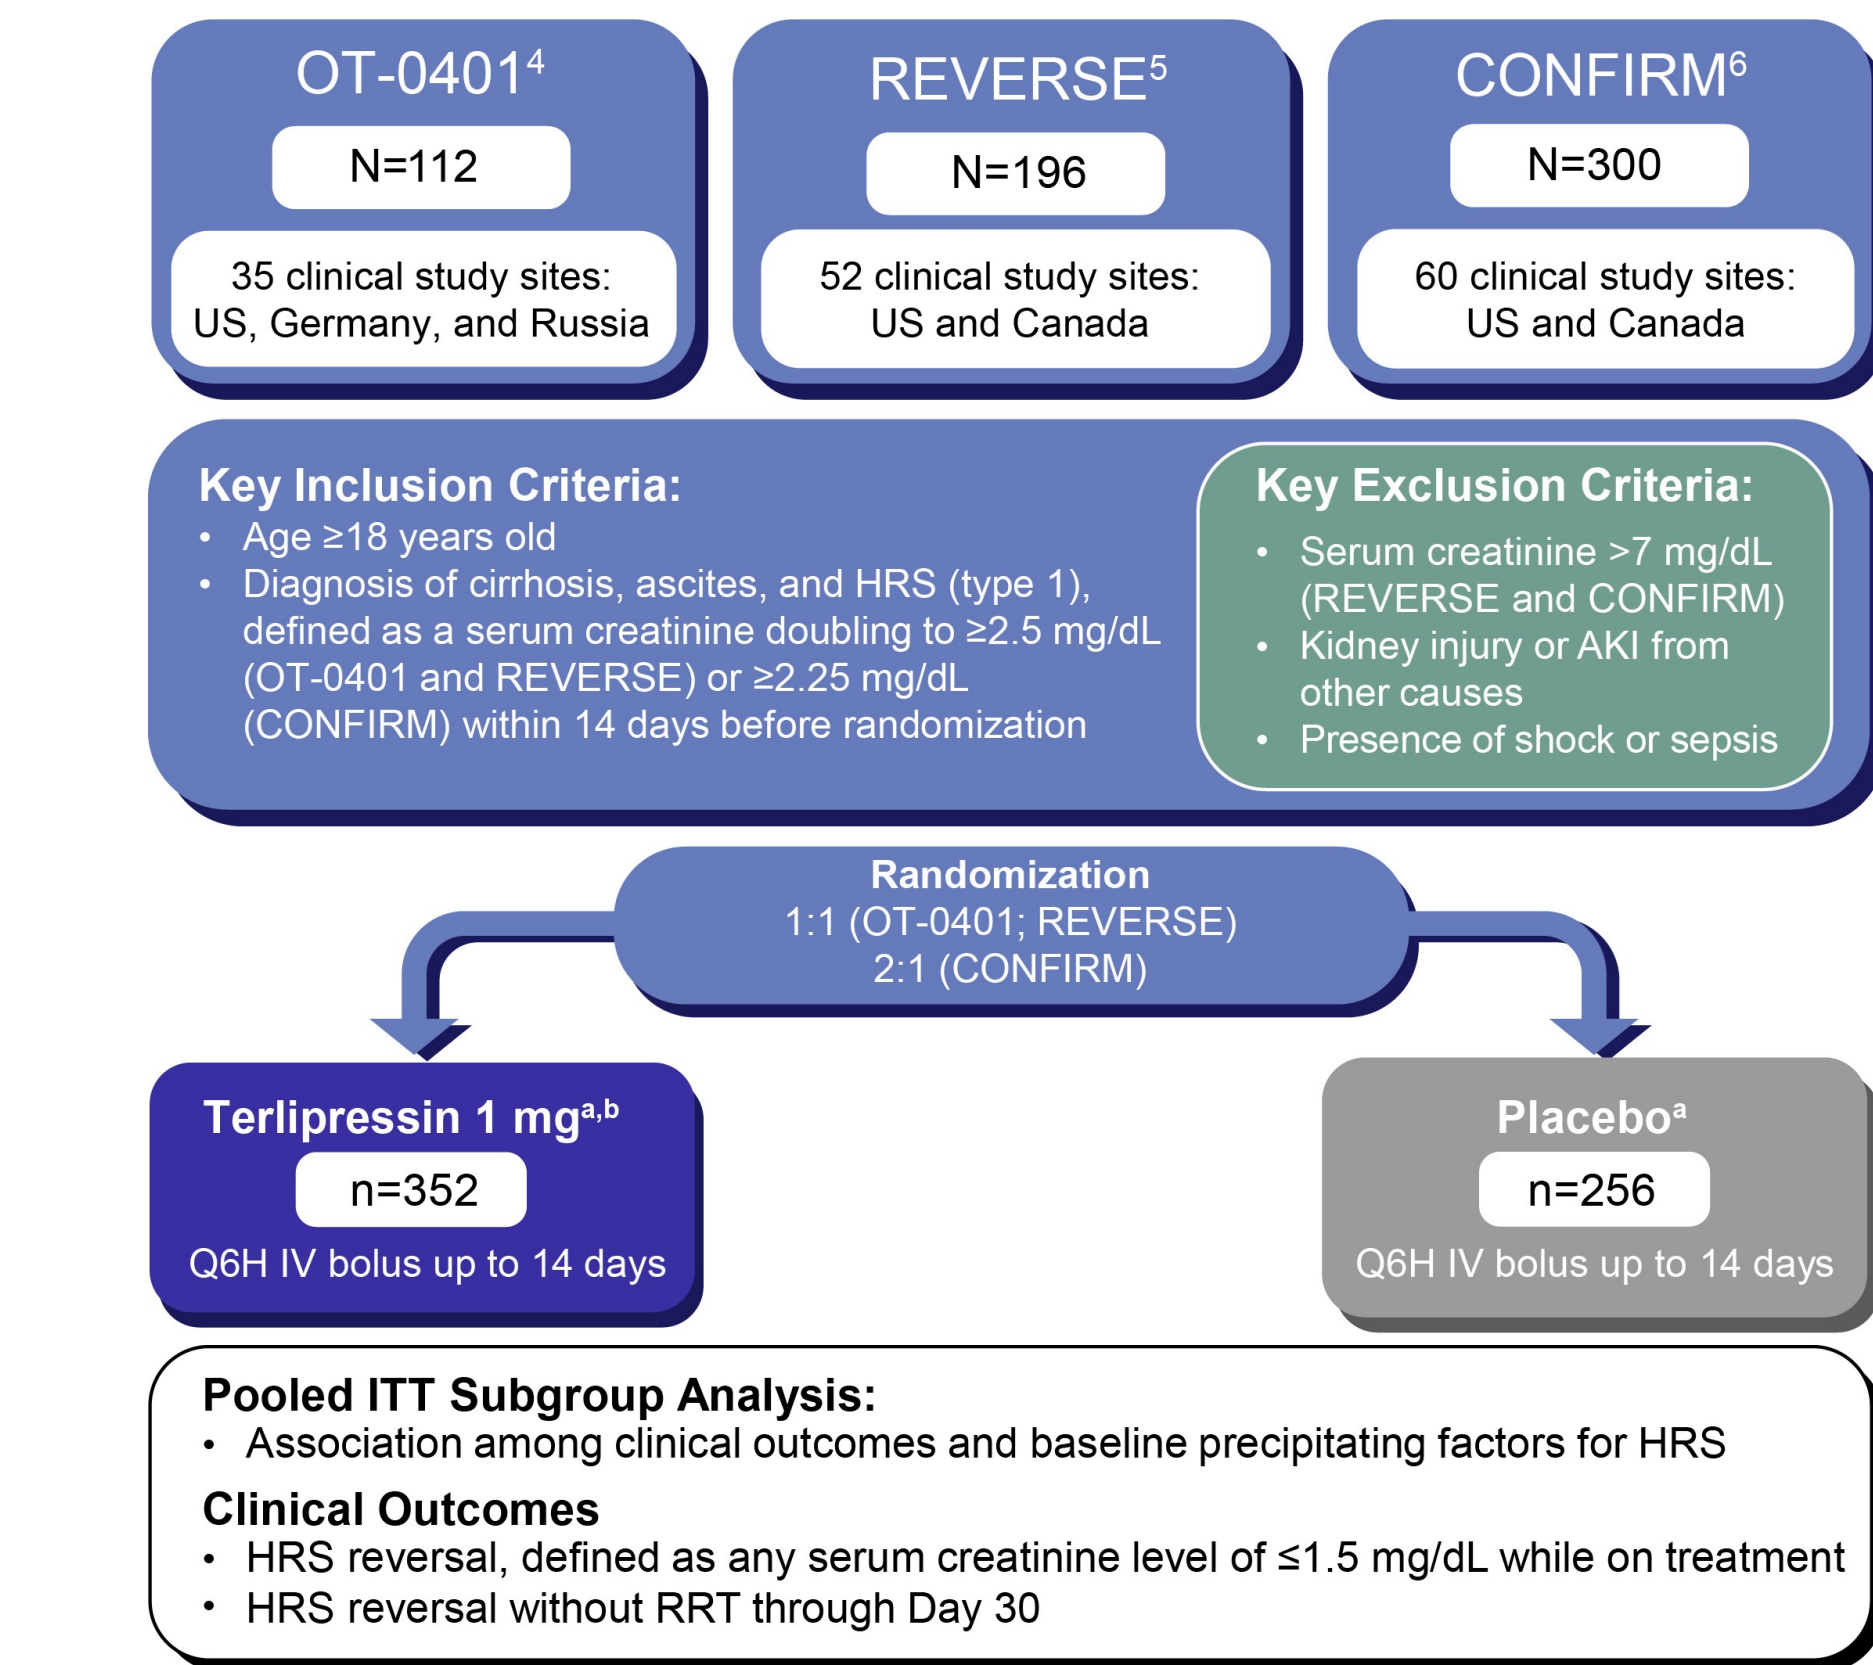 OT-0401⁴
N=112
35 clinical study sites:
US, Germany, and Russia
REVERSE⁵
N=196
52 clinical study sites:
US and Canada
CONFIRM⁶
N=300
60 clinical study sites:
US and Canada
Key Inclusion Criteria:
• Age ≥18 years old
• Diagnosis of cirrhosis, ascites, and HRS (type 1),
defined as a serum creatinine doubling to ≥2.5 mg/dL
(OT-0401 and REVERSE) or ≥2.25 mg/dL
(CONFIRM) within 14 days before randomization
Key Exclusion Criteria:
• Serum creatinine >7 mg/dL
(REVERSE and CONFIRM)
• Kidney injury or AKI from
other causes
• Presence of shock or sepsis
Randomization
1:1 (OT-0401; REVERSE)
2:1 (CONFIRM)
Terlipressin 1 mgᵃ,ᵇ
n=352
Q6H IV bolus up to 14 days
Placeboᵃ
n=256
Q6H IV bolus up to 14 days
Pooled ITT Subgroup Analysis:
• Association among clinical outcomes and baseline precipitating factors for HRS
Clinical Outcomes
• HRS reversal, defined as any serum creatinine level of ≤1.5 mg/dL while on treatment
• HRS reversal without RRT through Day 30